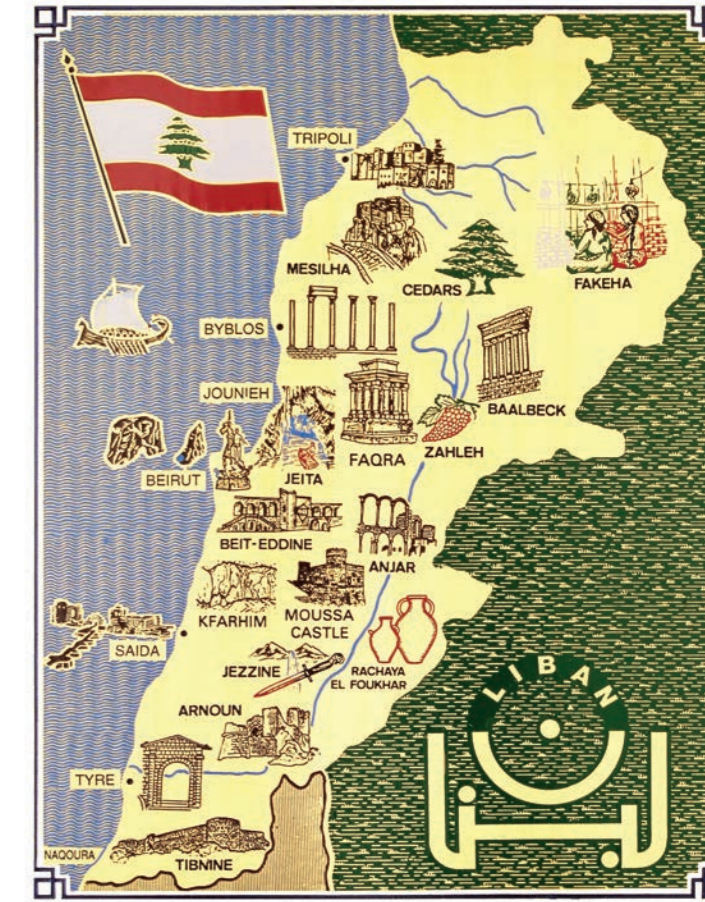 TRIPOLI
MESILHA
CEDARS
FAKEHA
BYBLOS
BAALBECK
JOUNIEH
FAQRA
ZAHLEH
BEIRUT
JEITA
BEIT-EDDINE
ANJAR
KFARHIM
MOUSSA
CASTLE
SAIDA
JEZZINE
RACHAYA
EL FOUKHAR
ARNOUN
LIBAN
لبنان
TYRE
NAQOURA
TIBNINE